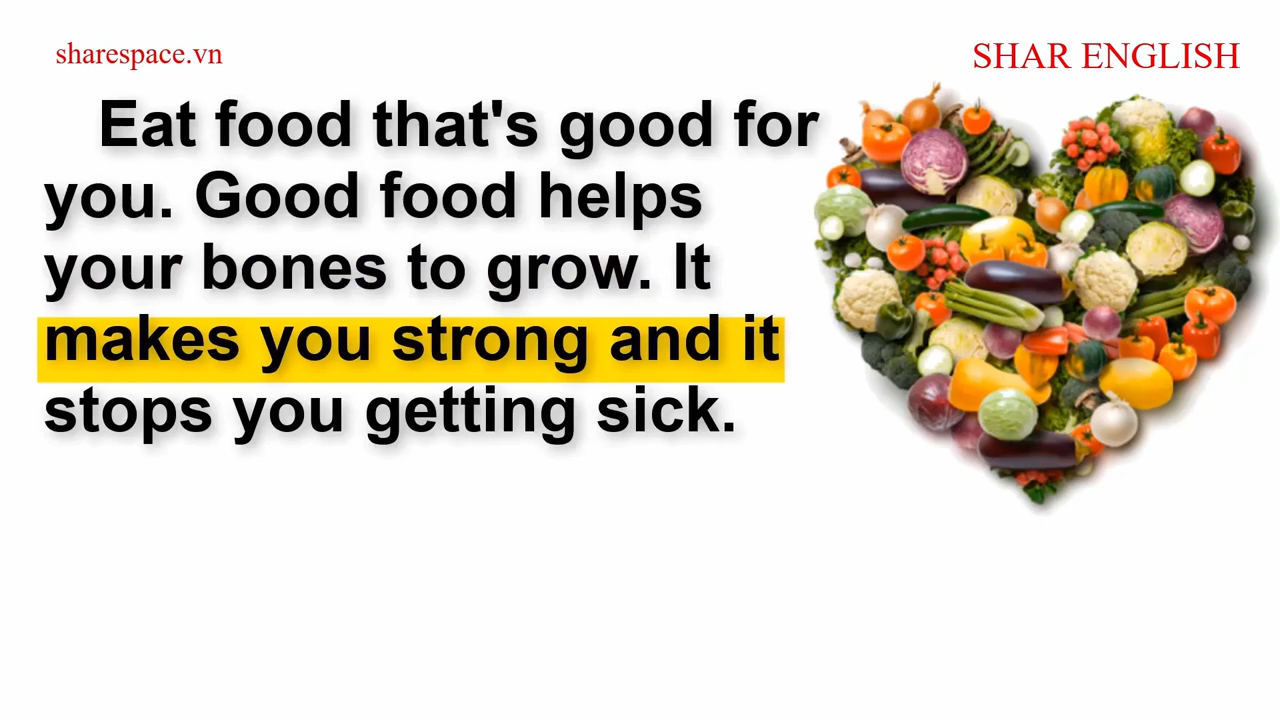 sharespace.vn
SHAR ENGLISH
Eat food that's good for
you. Good food helps
your bones to grow. It
makes you strong and it
stops you getting sick.